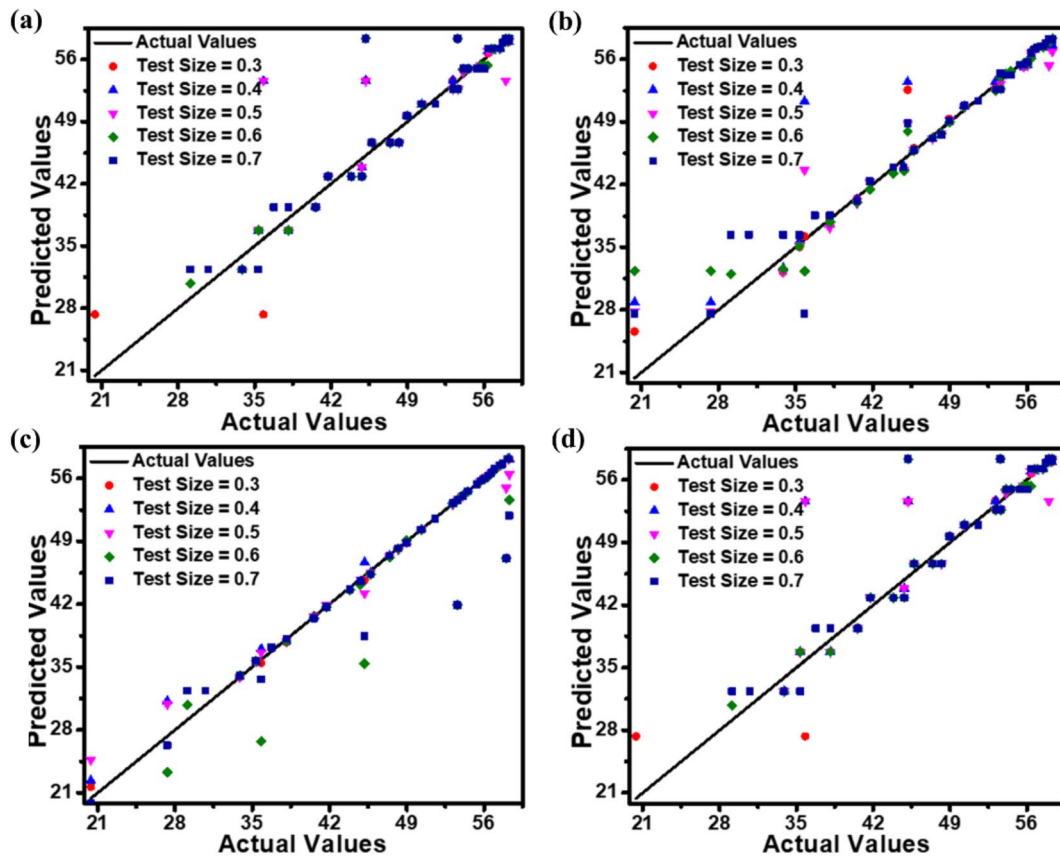 (a)
Predicted Values
56
49
42
35
28
21
Actual Values
Test Size = 0.3
Test Size = 0.4
Test Size = 0.5
Test Size = 0.6
Test Size = 0.7
21 28 35 42 49 56
Actual Values
(b)
Predicted Values
56
49
42
35
28
21
Actual Values
Test Size = 0.3
Test Size = 0.4
Test Size = 0.5
Test Size = 0.6
Test Size = 0.7
21 28 35 42 49 56
Actual Values
(c)
Predicted Values
56
49
42
35
28
21
Actual Values
Test Size = 0.3
Test Size = 0.4
Test Size = 0.5
Test Size = 0.6
Test Size = 0.7
21 28 35 42 49 56
Actual Values
(d)
Predicted Values
56
49
42
35
28
21
Actual Values
Test Size = 0.3
Test Size = 0.4
Test Size = 0.5
Test Size = 0.6
Test Size = 0.7
21 28 35 42 49 56
Actual Values